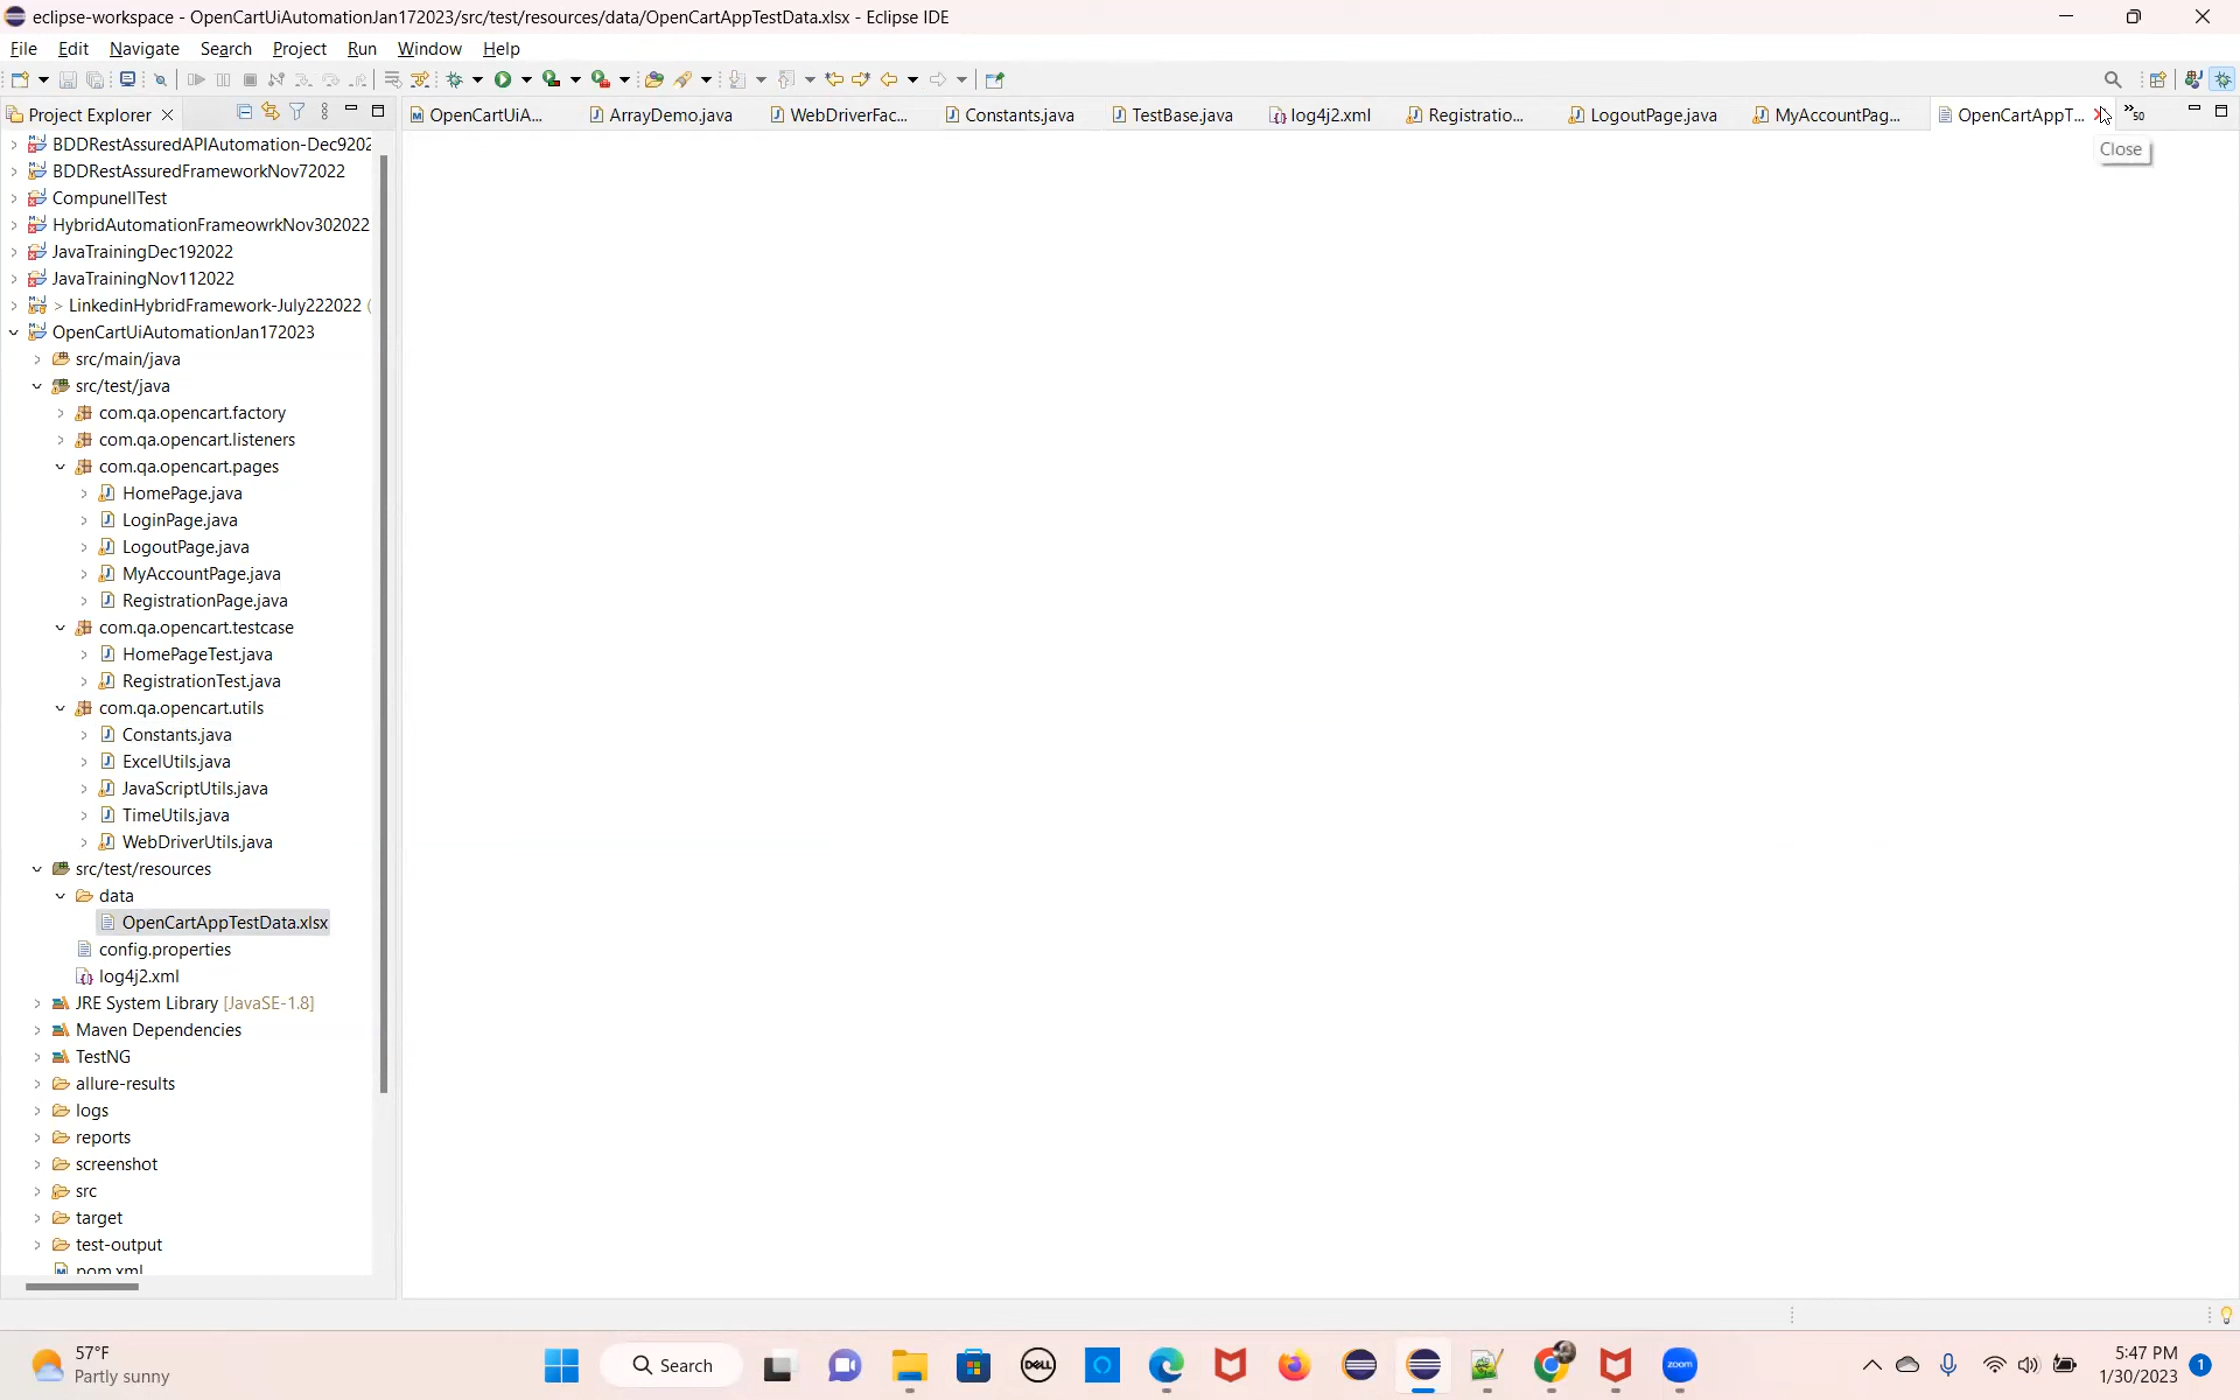 eclipse-workspace - OpenCartUiAutomationJan172023/src/test/resources/data/OpenCartAppTestData.xlsx - Eclipse IDE
File Edit Navigate Search Project Run Window Help
Project Explorer
OpenCartUiA... ArrayDemo.java WebDriverFac... Constants.java TestBase.java log4j2.xml Registratio... LogoutPage.java MyAccountPag... OpenCartAppT... »50
Close
BDDRestAssuredAPIAutomation-Dec9202
BDDRestAssuredFrameworkNov72022
CompunellTest
HybridAutomationFrameowrkNov302022
JavaTrainingDec192022
JavaTrainingNov112022
> LinkedinHybridFramework-July222022 (
OpenCartUiAutomationJan172023
src/main/java
src/test/java
com.qa.opencart.factory
com.qa.opencart.listeners
com.qa.opencart.pages
HomePage.java
LoginPage.java
LogoutPage.java
MyAccountPage.java
RegistrationPage.java
com.qa.opencart.testcase
HomePageTest.java
RegistrationTest.java
com.qa.opencart.utils
Constants.java
ExcelUtils.java
JavaScriptUtils.java
TimeUtils.java
WebDriverUtils.java
src/test/resources
data
OpenCartAppTestData.xlsx
config.properties
log4j2.xml
JRE System Library [JavaSE-1.8]
Maven Dependencies
TestNG
allure-results
logs
reports
screenshot
src
target
test-output
pom.xml
57°F
Partly sunny
Search
DELL
zoom
5:47 PM
1/30/2023
1